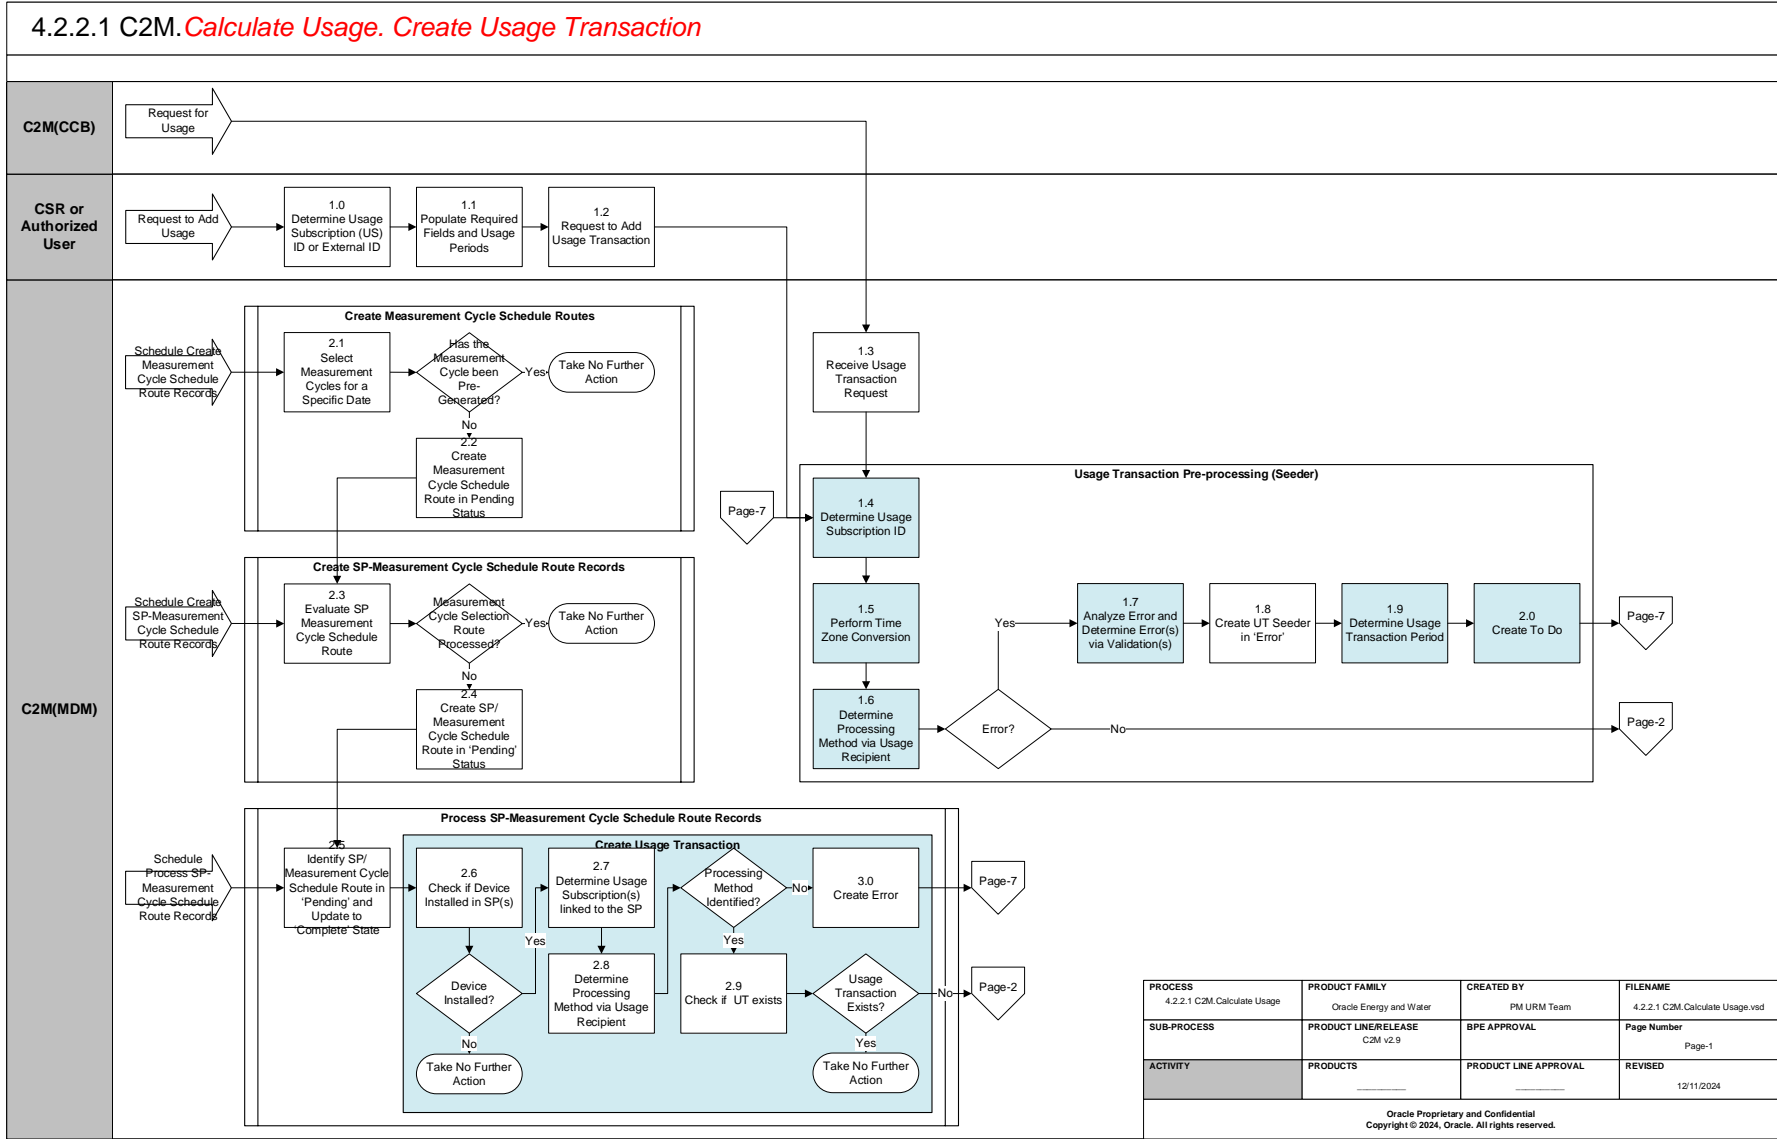 4.2.2.1 C2M.Calculate Usage. Create Usage Transaction
C2M(CCB)
Request for
Usage
CSR or
Authorized
User
Request to Add
Usage
1.0
Determine Usage
Subscription (US)
ID or External ID
1.1
Populate Required
Fields and Usage
Periods
1.2
Request to Add
Usage Transaction
C2M(MDM)
Create Measurement Cycle Schedule Routes
Schedule Create
Measurement
Cycle Schedule
Route Records
2.1
Select
Measurement
Cycles for a
Specific Date
Has the
Measurement
Cycle been
Pre-
Generated?
Yes
Take No Further
Action
No
2.2
Create
Measurement
Cycle Schedule
Route in Pending
Status
1.3
Receive Usage
Transaction
Request
Usage Transaction Pre-processing (Seeder)
Page-7
1.4
Determine Usage
Subscription ID
1.5
Perform Time
Zone Conversion
1.6
Determine
Processing
Method via Usage
Recipient
Error?
Yes
No
1.7
Analyze Error and
Determine Error(s)
via Validation(s)
1.8
Create UT Seeder
in ‘Error’
1.9
Determine Usage
Transaction Period
2.0
Create To Do
Page-7
Page-2
Create SP-Measurement Cycle Schedule Route Records
Schedule Create
SP-Measurement
Cycle Schedule
Route Records
2.3
Evaluate SP
Measurement
Cycle Schedule
Route
Measurement
Cycle Selection
Route
Processed?
Yes
Take No Further
Action
No
2.4
Create SP/
Measurement
Cycle Schedule
Route in ‘Pending’
Status
Process SP-Measurement Cycle Schedule Route Records
Schedule
Process SP-
Measurement
Cycle Schedule
Route Records
2.5
Identify SP/
Measurement Cycle
Schedule Route in
‘Pending’ and
Update to
‘Complete’ State
Create Usage Transaction
2.6
Check if Device
Installed in SP(s)
Device
Installed?
Yes
No
Take No Further
Action
2.7
Determine Usage
Subscription(s)
linked to the SP
2.8
Determine
Processing
Method via Usage
Recipient
Processing
Method
Identified?
No
Yes
3.0
Create Error
Page-7
2.9
Check if UT exists
Usage
Transaction
Exists?
No
Page-2
Yes
Take No Further
Action
PROCESS
4.2.2.1 C2M.Calculate Usage
PRODUCT FAMILY
Oracle Energy and Water
CREATED BY
PM URM Team
FILENAME
4.2.2.1 C2M.Calculate Usage.vsd
SUB-PROCESS
PRODUCT LINE/RELEASE
C2M v2.9
BPE APPROVAL
Page Number
Page-1
ACTIVITY
PRODUCTS
PRODUCT LINE APPROVAL
REVISED
12/11/2024
Oracle Proprietary and Confidential
Copyright © 2024, Oracle. All rights reserved.